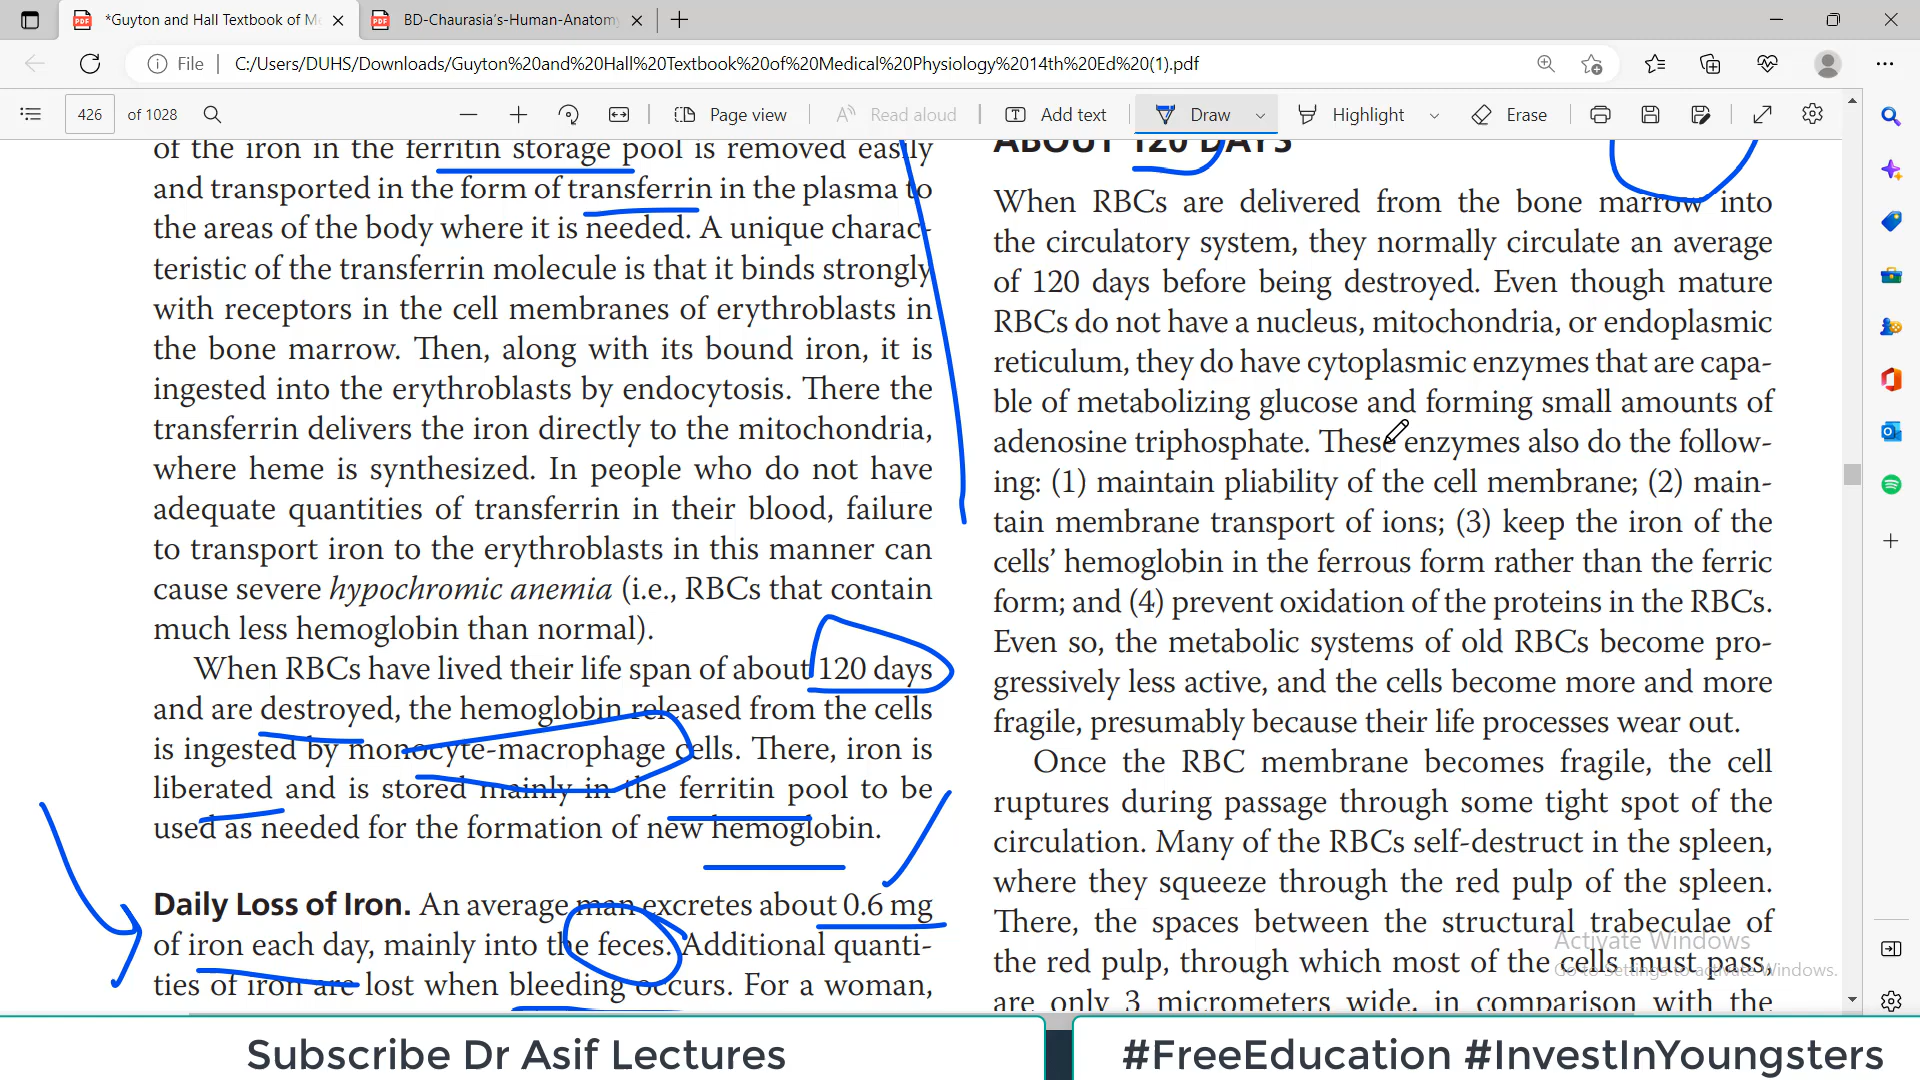 *Guyton and Hall Textbook of M
BD-Chaurasia's-Human-Anatomy
File
C:/Users/DUHS/Downloads/Guyton%20and%20Hall%20Textbook%20of%20Medical%20Physiology%2014th%20Ed%20(1).pdf
426 of 1028
Page view
Read aloud
Add text
Draw
Highlight
Erase
of the iron in the ferritin storage pool is removed easily
and transported in the form of transferrin in the plasma to
the areas of the body where it is needed. A unique charac-
teristic of the transferrin molecule is that it binds strongly
with receptors in the cell membranes of erythroblasts in
the bone marrow. Then, along with its bound iron, it is
ingested into the erythroblasts by endocytosis. There the
transferrin delivers the iron directly to the mitochondria,
where heme is synthesized. In people who do not have
adequate quantities of transferrin in their blood, failure
to transport iron to the erythroblasts in this manner can
cause severe hypochromic anemia (i.e., RBCs that contain
much less hemoglobin than normal).
When RBCs have lived their life span of about 120 days
and are destroyed, the hemoglobin released from the cells
is ingested by monocyte-macrophage cells. There, iron is
liberated and is stored mainly in the ferritin pool to be
used as needed for the formation of new hemoglobin.
Daily Loss of Iron. An average man excretes about 0.6 mg
of iron each day, mainly into the feces. Additional quanti-
ties of iron are lost when bleeding occurs. For a woman,
ABOUT 120 DAYS
When RBCs are delivered from the bone marrow into
the circulatory system, they normally circulate an average
of 120 days before being destroyed. Even though mature
RBCs do not have a nucleus, mitochondria, or endoplasmic
reticulum, they do have cytoplasmic enzymes that are capa-
ble of metabolizing glucose and forming small amounts of
adenosine triphosphate. These enzymes also do the follow-
ing: (1) maintain pliability of the cell membrane; (2) main-
tain membrane transport of ions; (3) keep the iron of the
cells' hemoglobin in the ferrous form rather than the ferric
form; and (4) prevent oxidation of the proteins in the RBCs.
Even so, the metabolic systems of old RBCs become pro-
gressively less active, and the cells become more and more
fragile, presumably because their life processes wear out.
Once the RBC membrane becomes fragile, the cell
ruptures during passage through some tight spot of the
circulation. Many of the RBCs self-destruct in the spleen,
where they squeeze through the red pulp of the spleen.
There, the spaces between the structural trabeculae of
the red pulp, through which most of the cells must pass,
are only 3 micrometers wide, in comparison with the
Activate Windows
Go to Settings to activate Windows.
Subscribe Dr Asif Lectures
#FreeEducation #InvestInYoungsters